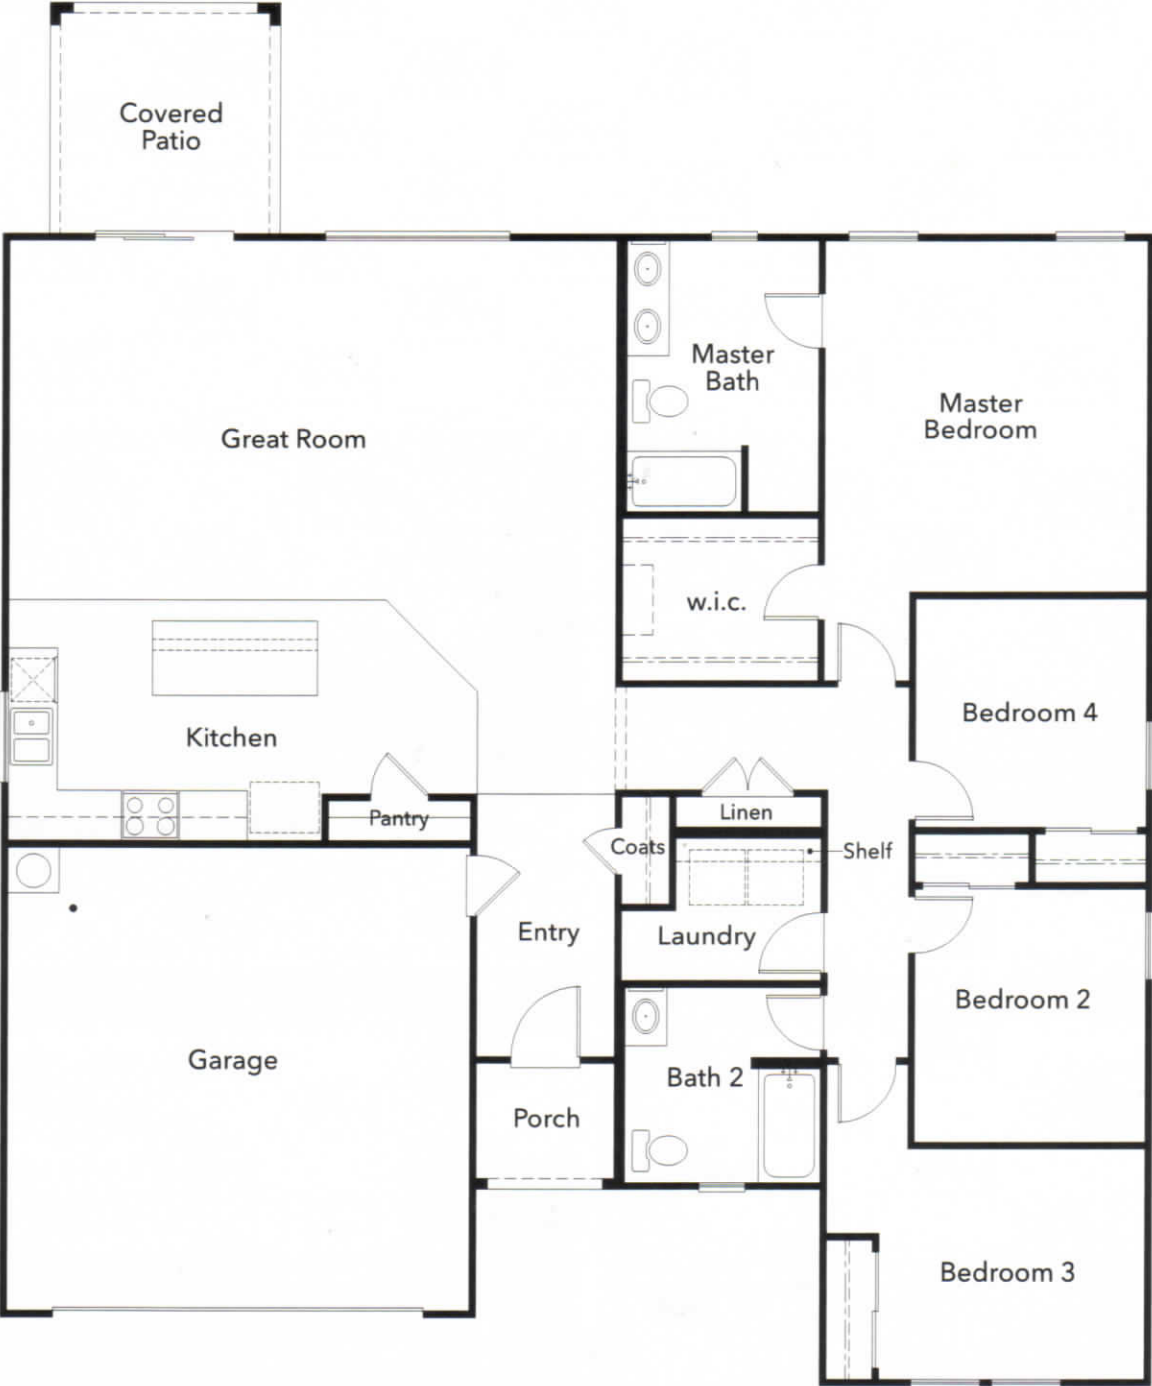 Covered
Patio
Great Room
Master
Bath
Master
Bedroom
w.i.c.
Kitchen
Bedroom 4
Pantry
Linen
Coats
Shelf
Entry
Laundry
Bedroom 2
Garage
Bath 2
Porch
Bedroom 3